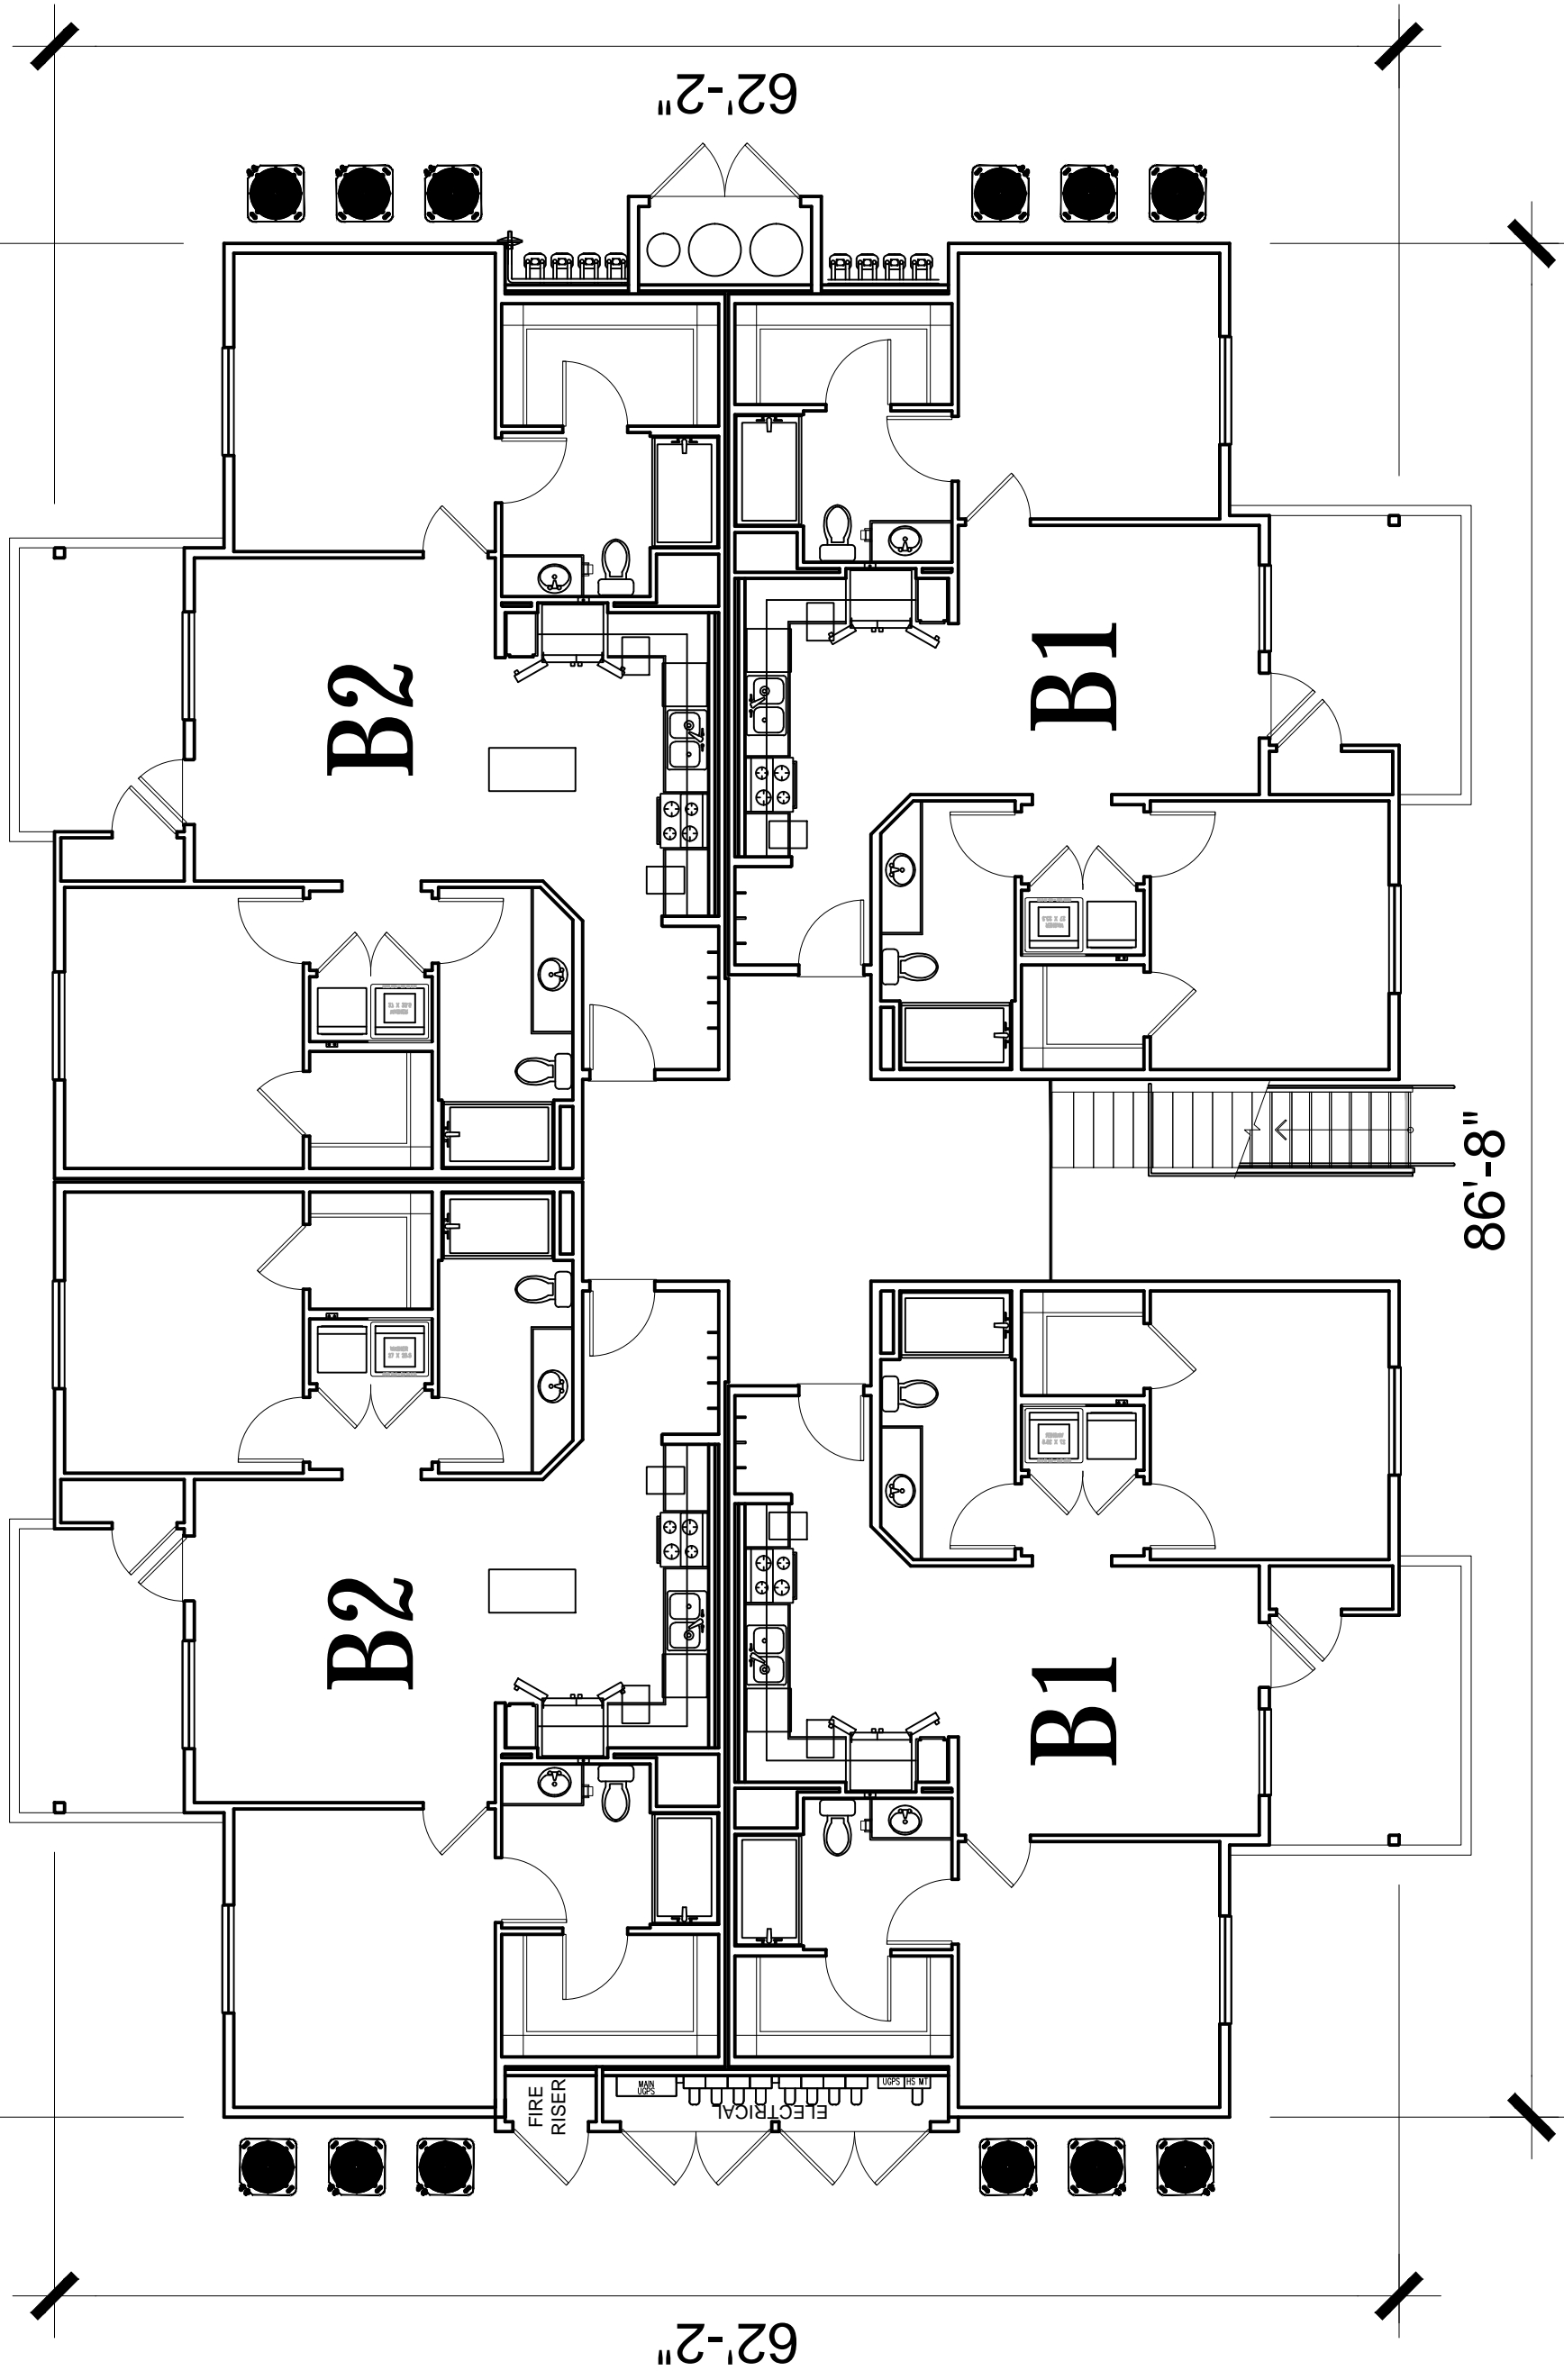 62'-2"
B2
B1
86'-8"
B2
B1
FIRE
RISER
MAIN
UGPS
UGPS
HS MT
ELECTRICAL
62'-2"